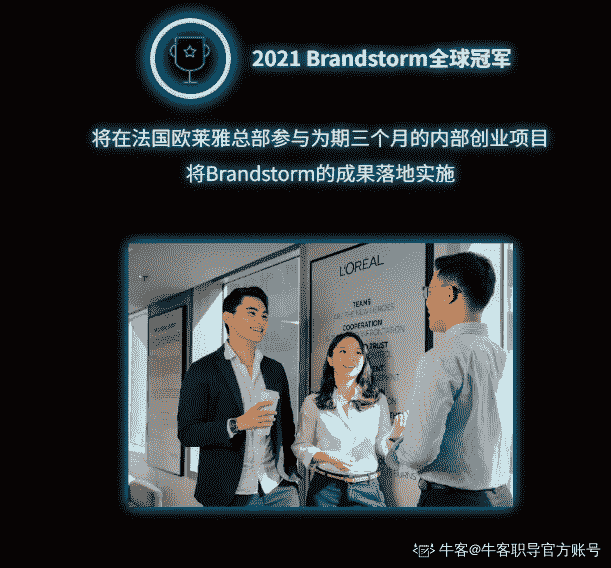 2021 Brandstorm全球冠军
将在法国欧莱雅总部参与为期三个月的内部创业项目
将Brandstorm的成果落地实施
L'ORÉAL
TEAMS
COOPERATION
TRUST
牛客@牛客职导官方账号